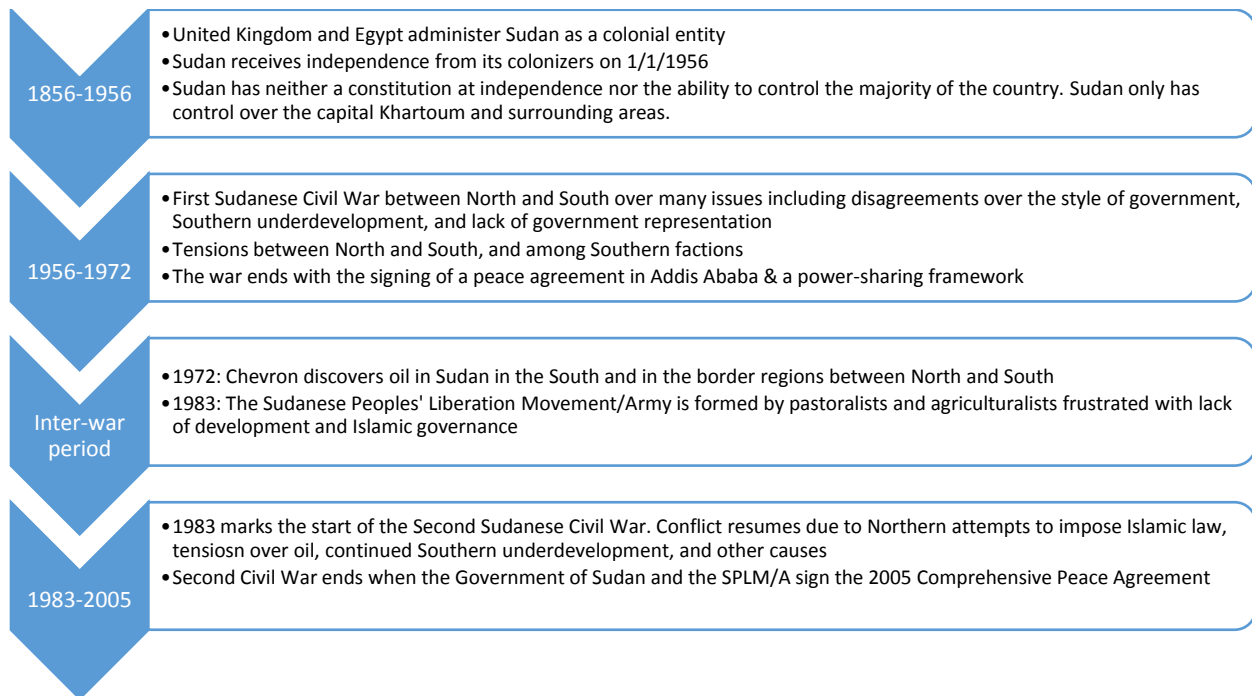 1856-1956
•United Kingdom and Egypt administer Sudan as a colonial entity
•Sudan receives independence from its colonizers on 1/1/1956
•Sudan has neither a constitution at independence nor the ability to control the majority of the country. Sudan only has
control over the capital Khartoum and surrounding areas.
1956-1972
•First Sudanese Civil War between North and South over many issues including disagreements over the style of government,
Southern underdevelopment, and lack of government representation
•Tensions between North and South, and among Southern factions
•The war ends with the signing of a peace agreement in Addis Ababa & a power-sharing framework
Inter-war
period
•1972: Chevron discovers oil in Sudan in the South and in the border regions between North and South
•1983: The Sudanese Peoples' Liberation Movement/Army is formed by pastoralists and agriculturalists frustrated with lack
of development and Islamic governance
1983-2005
•1983 marks the start of the Second Sudanese Civil War. Conflict resumes due to Northern attempts to impose Islamic law,
tensiosn over oil, continued Southern underdevelopment, and other causes
•Second Civil War ends when the Government of Sudan and the SPLM/A sign the 2005 Comprehensive Peace Agreement